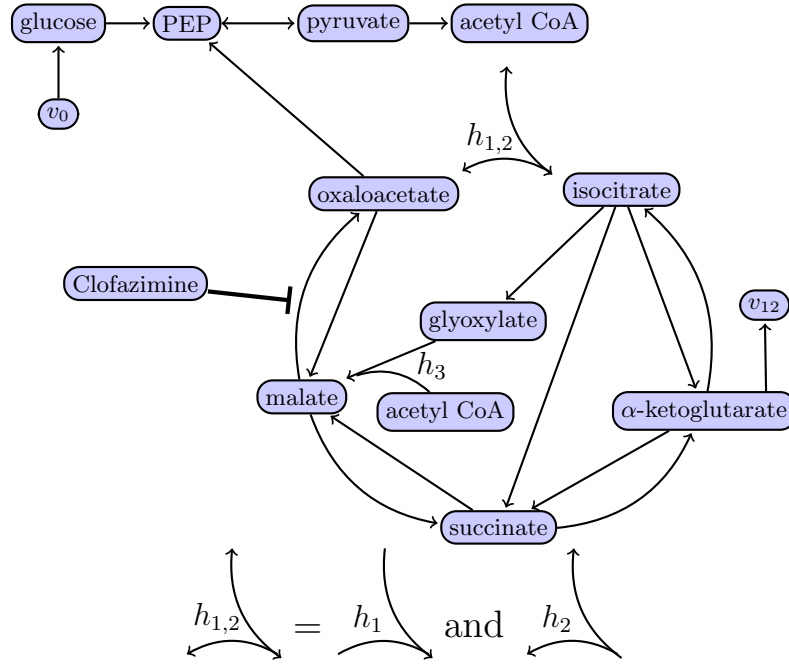 glucose PEP pyruvate acetyl CoA
v₀
h₁,₂
oxaloacetate isocitrate
Clofazimine
glyoxylate v₁₂
h₃
malate acetyl CoA α-ketoglutarate
succinate
h₁,₂ = h₁ and h₂